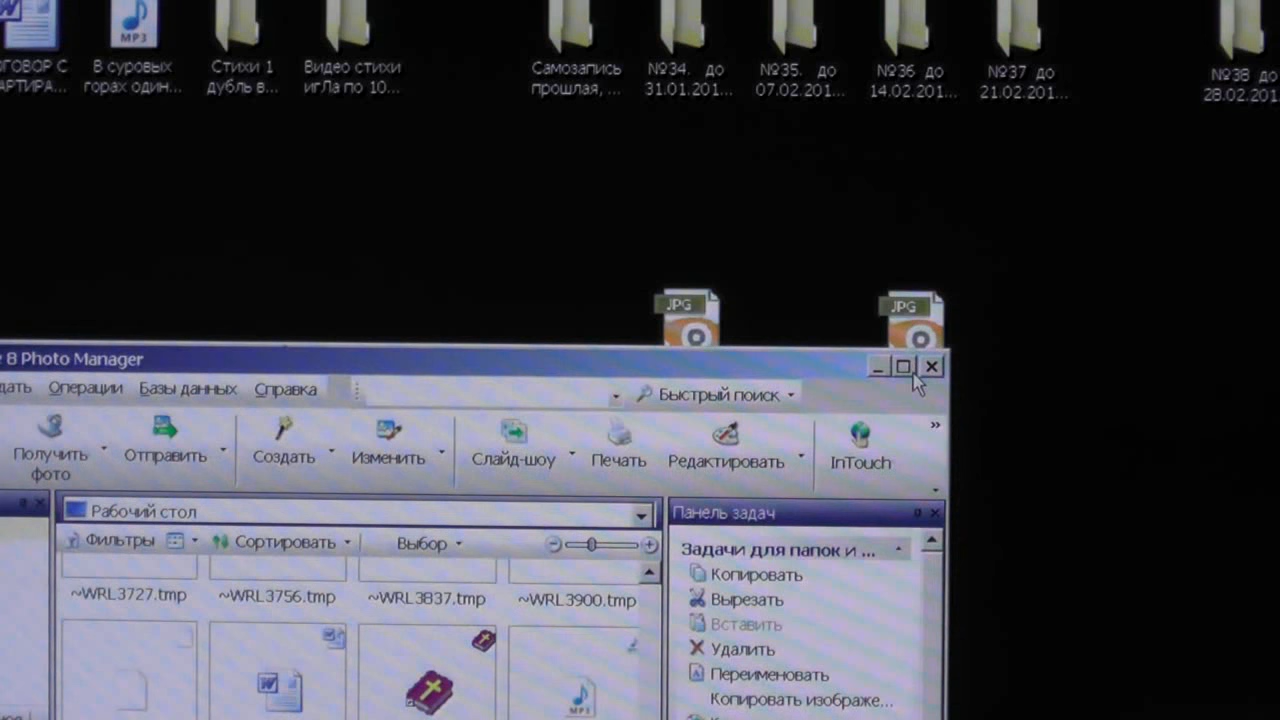 MP3
ОГОВОР С
АРТИРА...
В суровых
горах один...
Стихи 1
дубль в...
Видео стихи
игЛа по 10...
Самозапись
прошлая, ...
№34. до
31.01.201...
№35. до
07.02.201...
№36 до
14.02.201...
№37 до
21.02.201...
№38 до
28.02.201
JPG
JPG
8 Photo Manager
дать Операции Базы данных Справка Быстрый поиск
Получить
фото
Отправить
Создать
Изменить
Слайд-шоу
Печать
Редактировать
InTouch
Рабочий стол
Панель задач
Фильтры Сортировать Выбор
Задачи для папок и ...
~WRL3727.tmp ~WRL3756.tmp ~WRL3837.tmp ~WRL3900.tmp
Копировать
Вырезать
Вставить
Удалить
Переименовать
Копировать изображе...
MP3